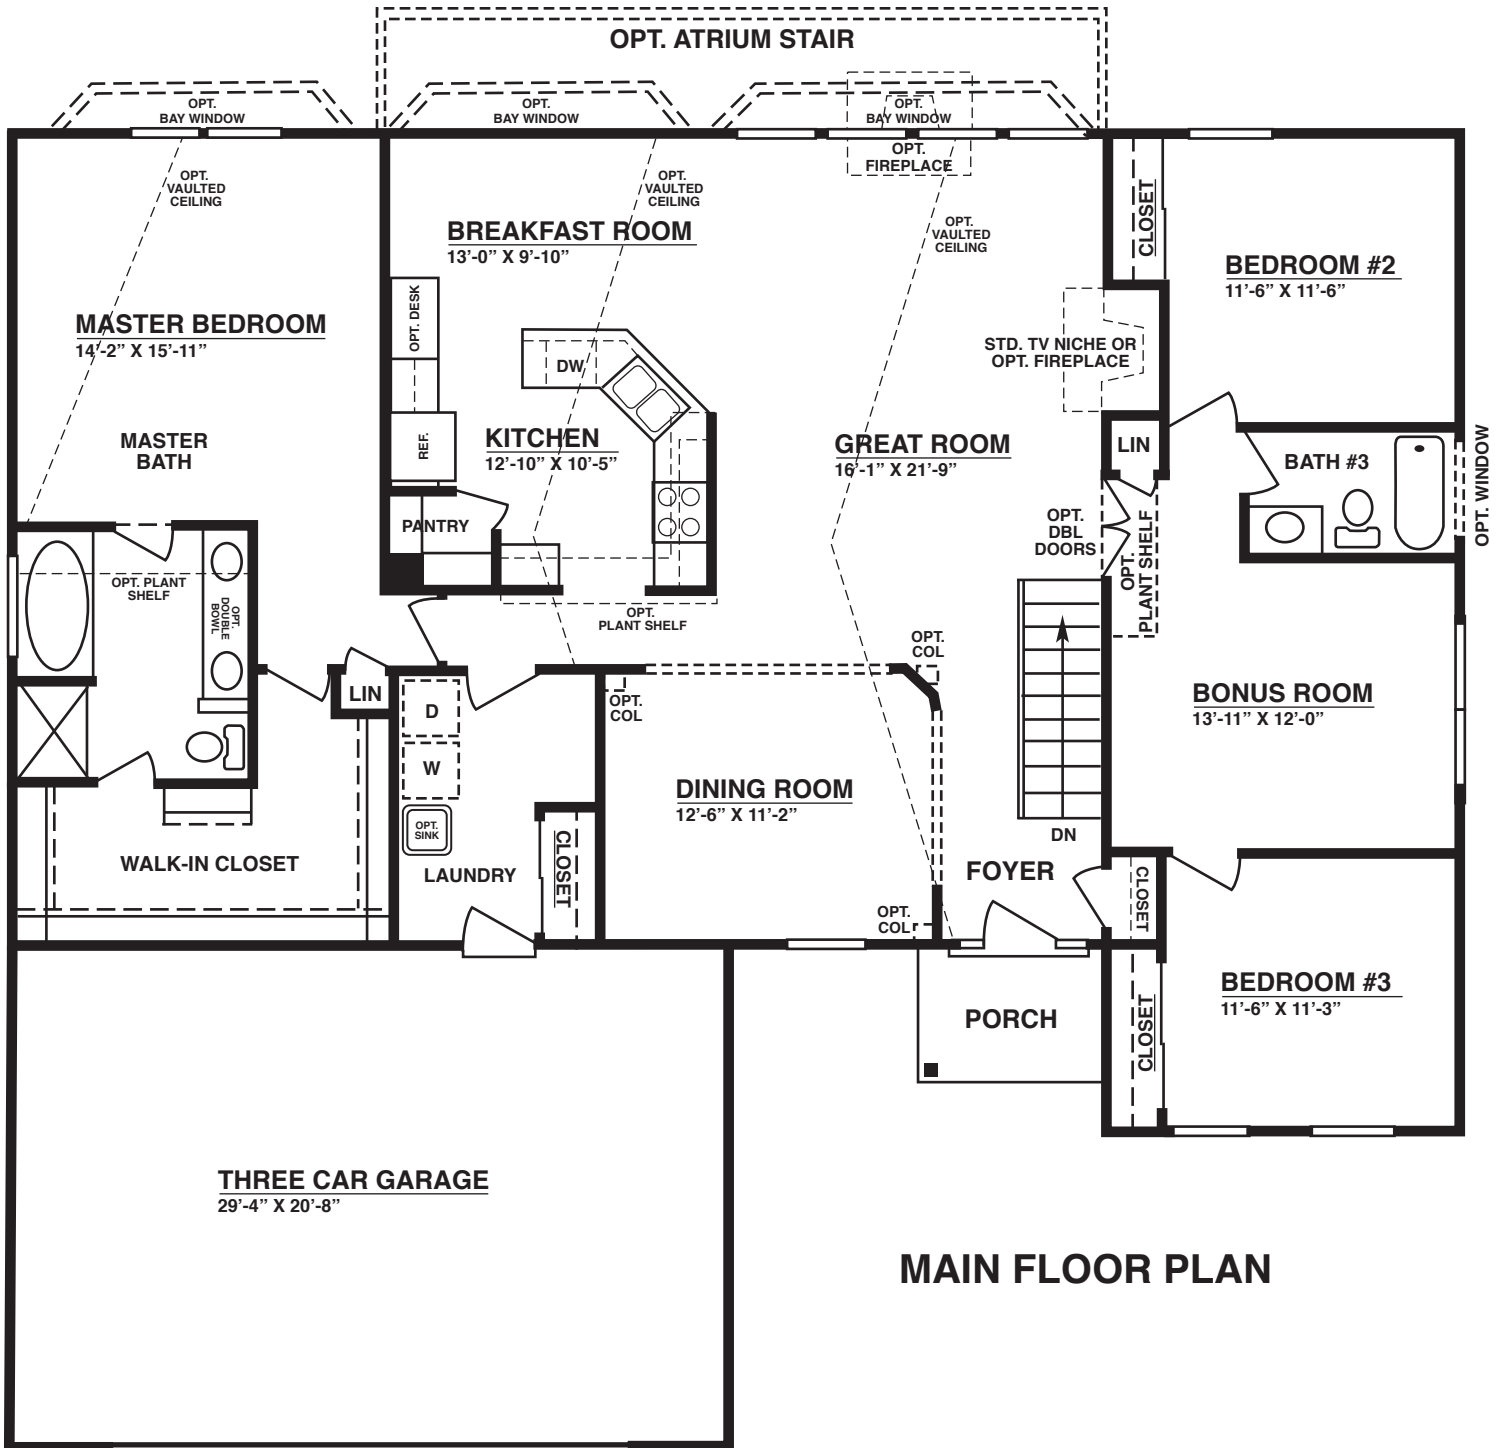 OPT. ATRIUM STAIR
OPT.
BAY WINDOW
OPT.
BAY WINDOW
OPT.
BAY WINDOW
OPT.
FIREPLACE
OPT.
VAULTED
CEILING
OPT.
VAULTED
CEILING
OPT.
VAULTED
CEILING
BREAKFAST ROOM
13’-0” X 9’-10”
CLOSET
BEDROOM #2
11’-6” X 11’-6”
MASTER BEDROOM
14’-2” X 15’-11”
OPT. DESK
DW
STD. TV NICHE OR
OPT. FIREPLACE
MASTER
BATH
REF.
KITCHEN
12’-10” X 10’-5”
GREAT ROOM
16’-1” X 21’-9”
LIN
BATH #3
OPT. WINDOW
PANTRY
OPT.
DBL
DOORS
OPT.
PLANT SHELF
OPT. PLANT
SHELF
OPT.
DOUBLE
BOWL
OPT.
PLANT SHELF
OPT.
COL
LIN
D
OPT.
COL
BONUS ROOM
13’-11” X 12’-0”
W
DINING ROOM
12’-6” X 11’-2”
OPT.
SINK
DN
WALK-IN CLOSET
LAUNDRY
CLOSET
FOYER
CLOSET
OPT.
COL
BEDROOM #3
11’-6” X 11’-3”
PORCH
CLOSET
THREE CAR GARAGE
29’-4” X 20’-8”
MAIN FLOOR PLAN